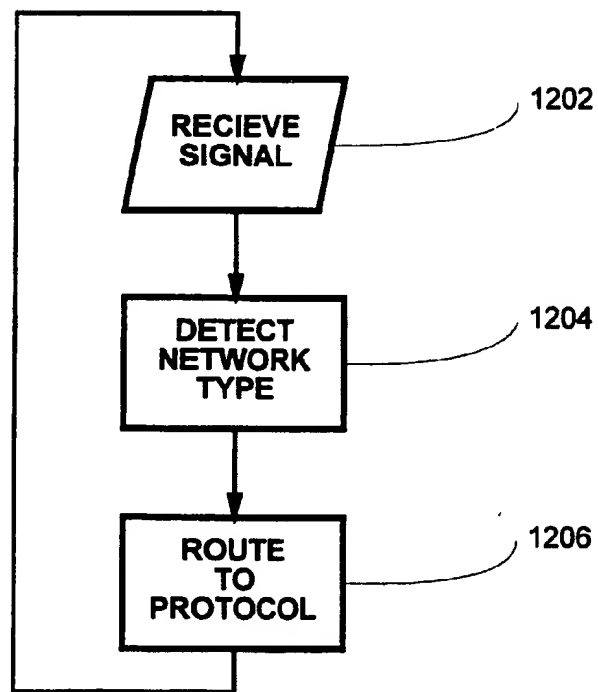 RECIEVE
SIGNAL
1202
DETECT
NETWORK
TYPE
1204
ROUTE
TO
PROTOCOL
1206